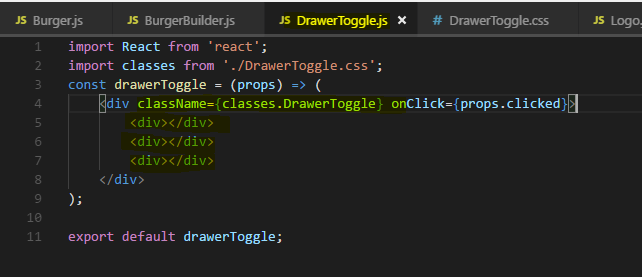 JS Burger.js JS BurgerBuilder.js JS DrawerToggle.js × # DrawerToggle.css JS Logo.
1 import React from 'react';
2 import classes from './DrawerToggle.css';
3 const drawerToggle = (props) => (
4 <div className={classes.DrawerToggle} onClick={props.clicked}>
5 <div></div>
6 <div></div>
7 <div></div>
8 </div>
9 );
10
11 export default drawerToggle;